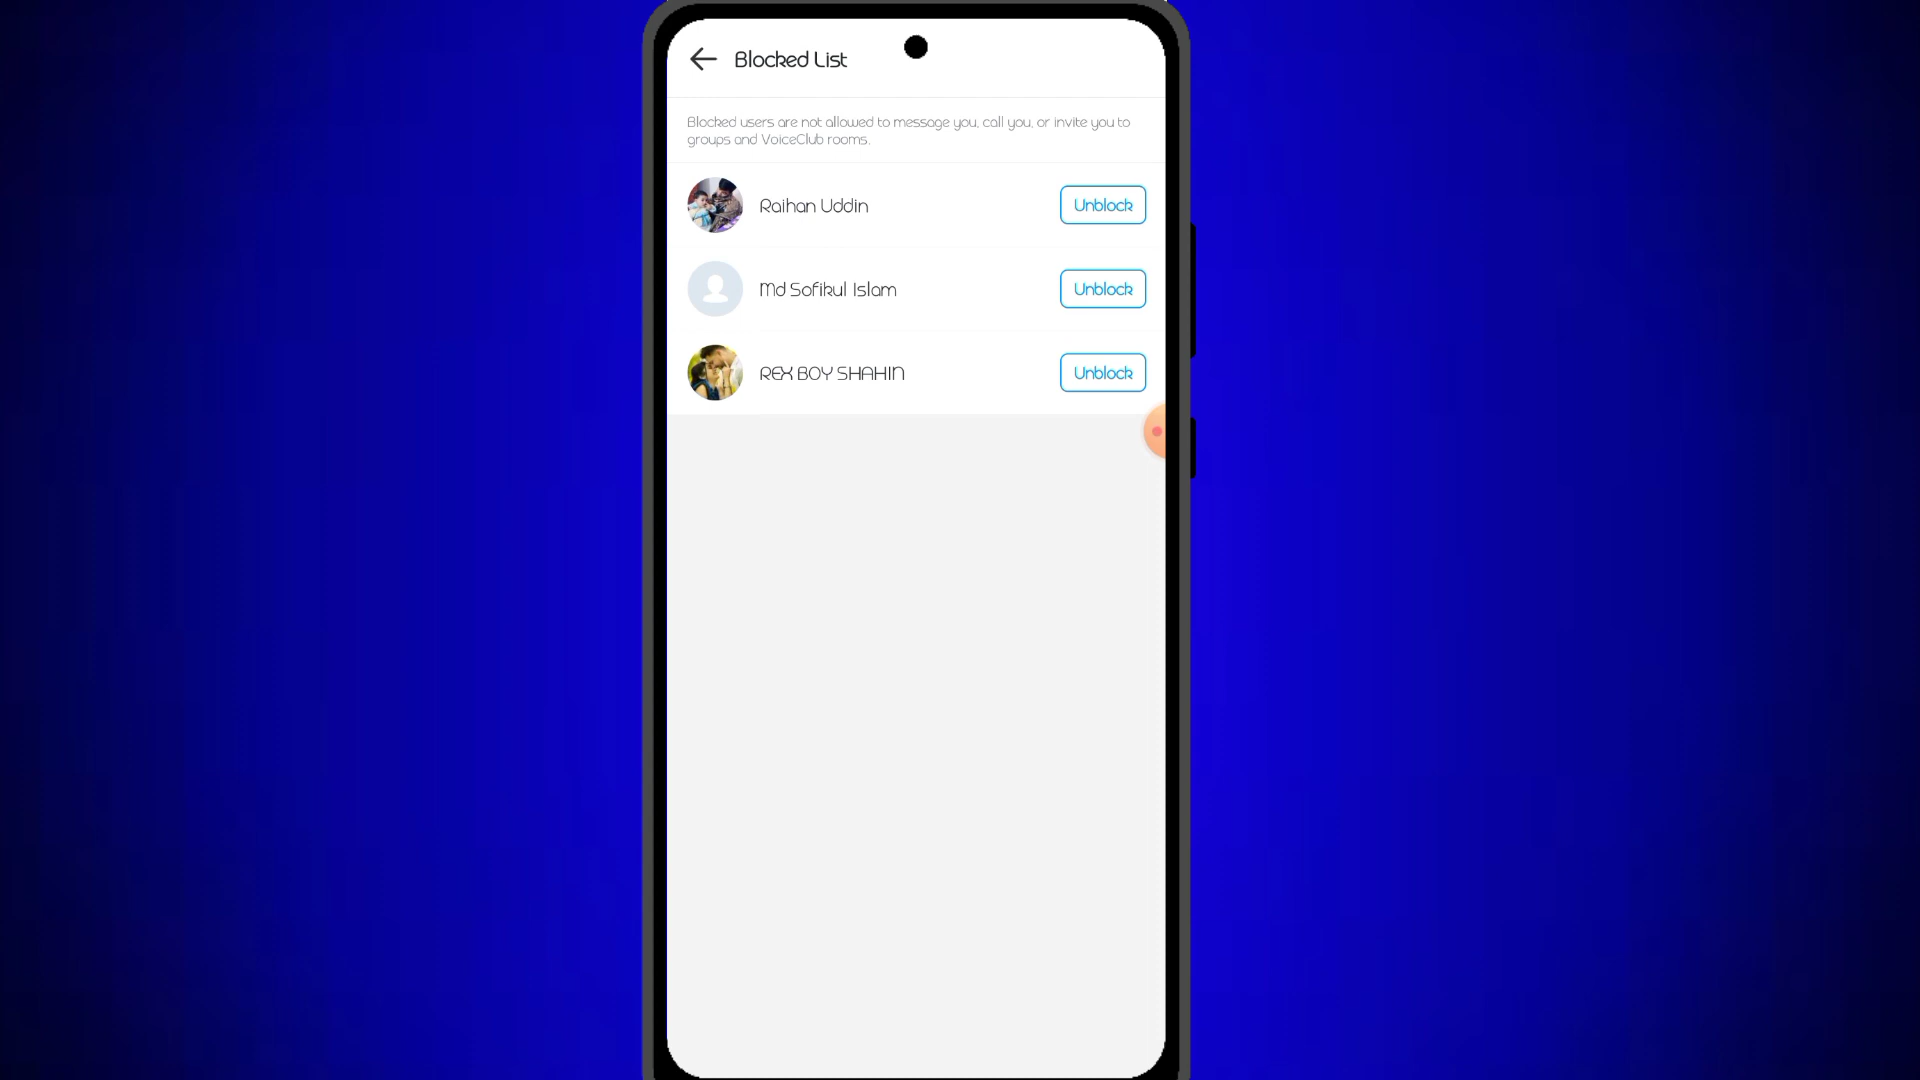 Blocked List
Blocked users are not allowed to message you, call you, or invite you to
groups and VoiceClub rooms.
Raihan Uddin
Unblock
Md Sofikul Islam
Unblock
REX BOY SHAHIN
Unblock